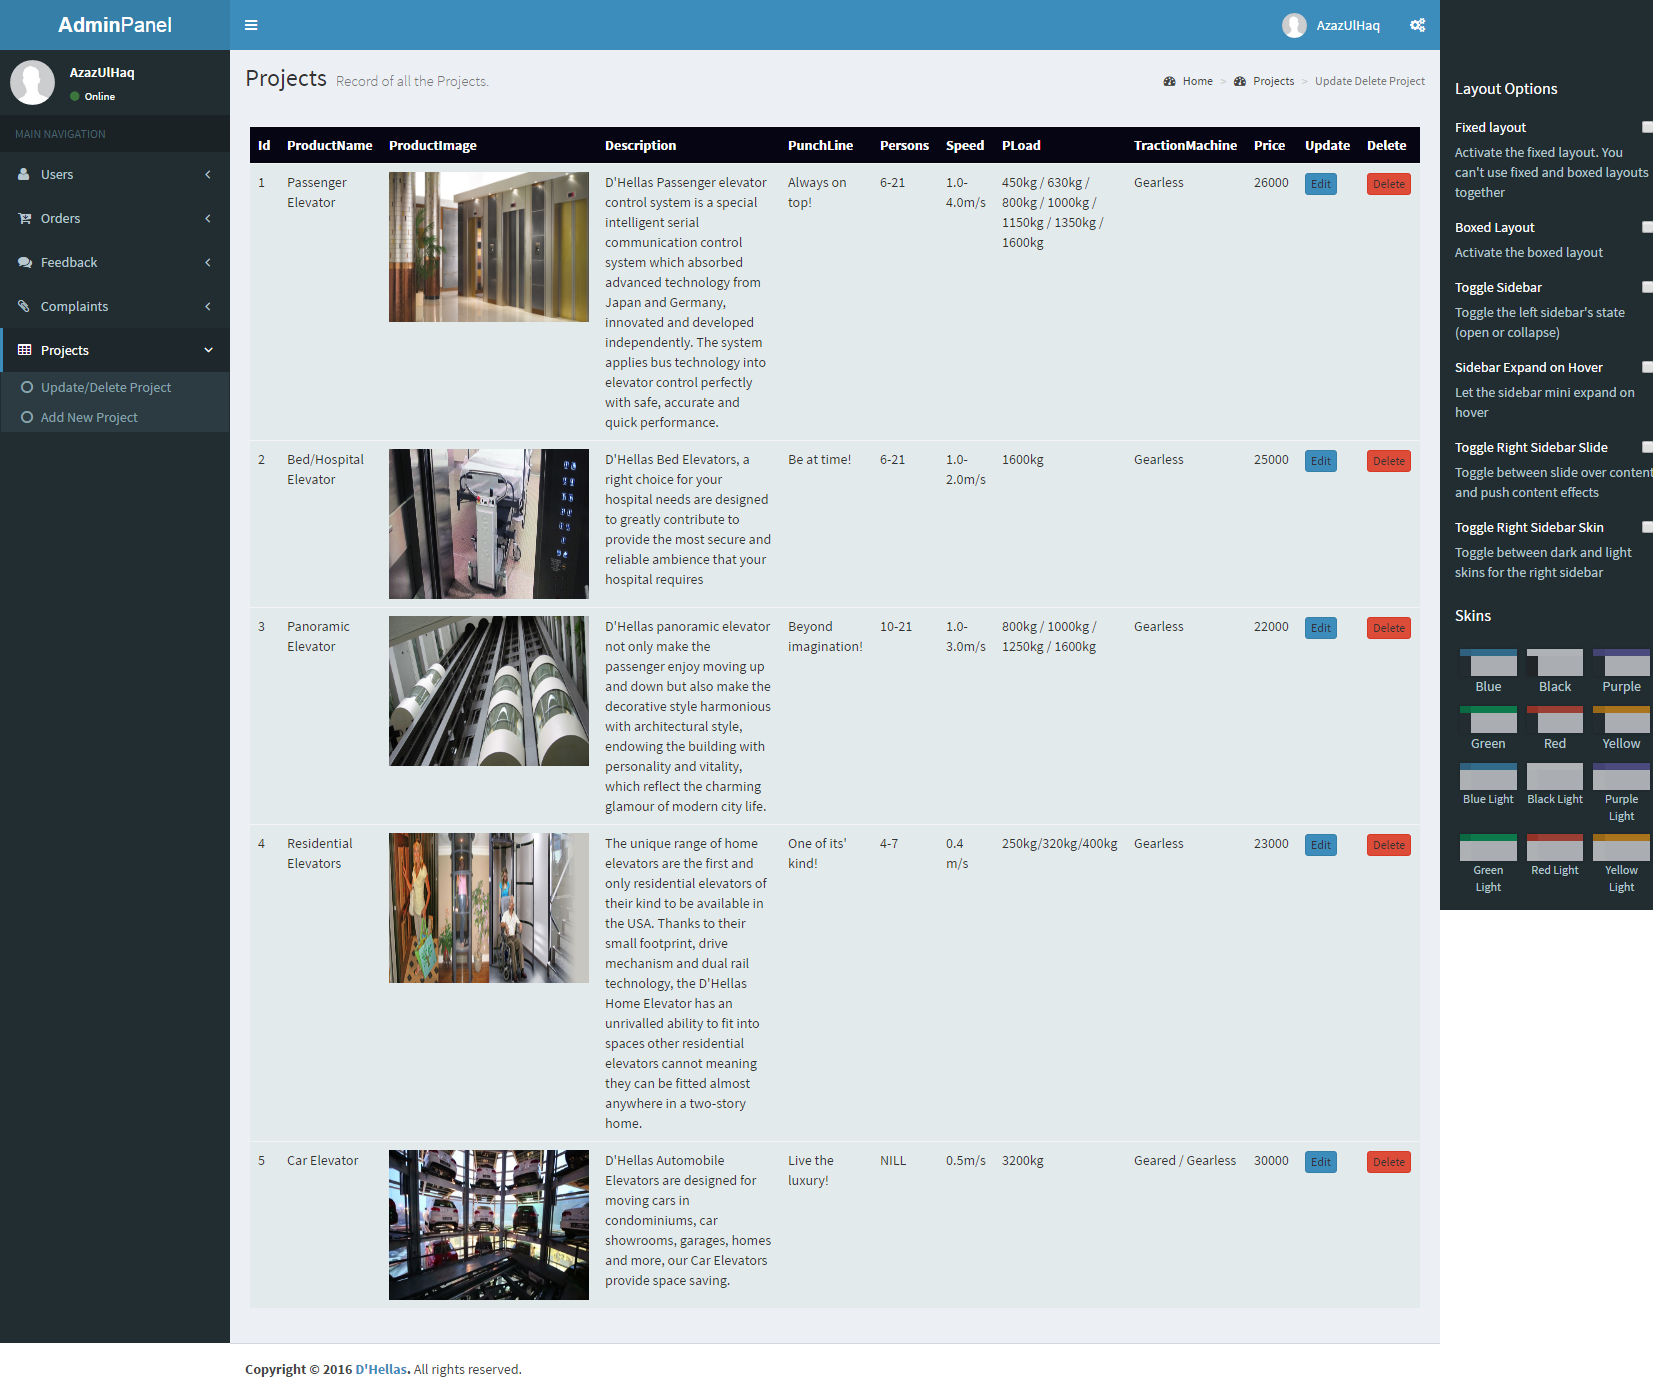 AdminPanel
AzazUlHaq
AzazUlHaq
Online
MAIN NAVIGATION
Users
Orders
Feedback
Complaints
Projects
Update/Delete Project
Add New Project
Projects Record of all the Projects.
Home > Projects > Update Delete Project
Id ProductName ProductImage Description PunchLine Persons Speed PLoad TractionMachine Price Update Delete
1
Passenger
Elevator
D'Hellas Passenger elevator
control system is a special
intelligent serial
communication control
system which absorbed
advanced technology from
Japan and Germany,
innovated and developed
independently. The system
applies bus technology into
elevator control perfectly
with safe, accurate and
quick performance.
Always on
top!
6-21
1.0-
4.0m/s
450kg / 630kg /
800kg / 1000kg /
1150kg / 1350kg /
1600kg
Gearless
26000
Edit
Delete
2
Bed/Hospital
Elevator
D'Hellas Bed Elevators, a
right choice for your
hospital needs are designed
to greatly contribute to
provide the most secure and
reliable ambience that your
hospital requires
Be at time!
6-21
1.0-
2.0m/s
1600kg
Gearless
25000
Edit
Delete
3
Panoramic
Elevator
D'Hellas panoramic elevator
not only make the
passenger enjoy moving up
and down but also make the
decorative style harmonious
with architectural style,
endowing the building with
personality and vitality,
which reflect the charming
glamour of modern city life.
Beyond
imagination!
10-21
1.0-
3.0m/s
800kg / 1000kg /
1250kg / 1600kg
Gearless
22000
Edit
Delete
4
Residential
Elevators
The unique range of home
elevators are the first and
only residential elevators of
their kind to be available in
the USA. Thanks to their
small footprint, drive
mechanism and dual rail
technology, the D'Hellas
Home Elevator has an
unrivalled ability to fit into
spaces other residential
elevators cannot meaning
they can be fitted almost
anywhere in a two-story
home.
One of its'
kind!
4-7
0.4
m/s
250kg/320kg/400kg
Gearless
23000
Edit
Delete
5
Car Elevator
D'Hellas Automobile
Elevators are designed for
moving cars in
condominiums, car
showrooms, garages, homes
and more, our Car Elevators
provide space saving.
Live the
luxury!
NILL
0.5m/s
3200kg
Geared / Gearless
30000
Edit
Delete
Layout Options
Fixed layout
Activate the fixed layout. You
can't use fixed and boxed layouts
together
Boxed Layout
Activate the boxed layout
Toggle Sidebar
Toggle the left sidebar's state
(open or collapse)
Sidebar Expand on Hover
Let the sidebar mini expand on
hover
Toggle Right Sidebar Slide
Toggle between slide over content
and push content effects
Toggle Right Sidebar Skin
Toggle between dark and light
skins for the right sidebar
Skins
Blue Black Purple
Green Red Yellow
Blue Light Black Light Purple
Light
Green
Light
Red Light
Yellow
Light
Copyright © 2016 D'Hellas. All rights reserved.